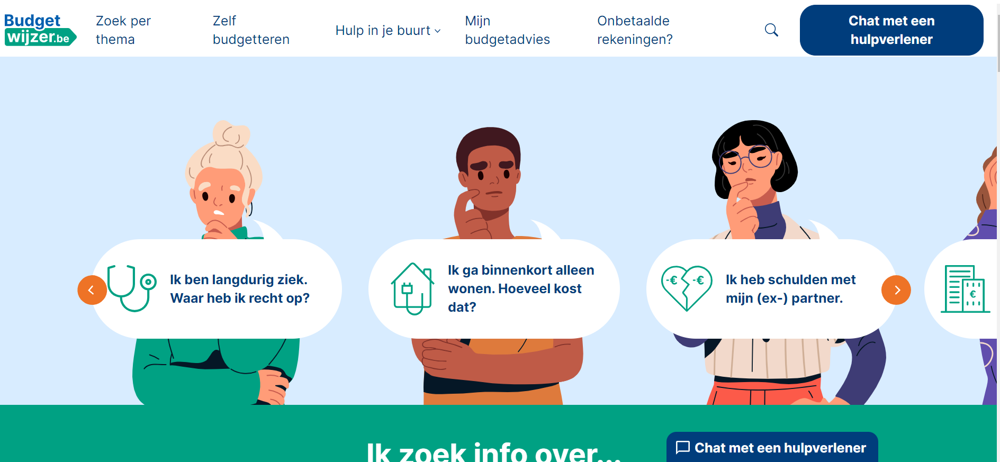 Budget
wijzer.be
Zoek per
thema
Zelf
budgetteren
Hulp in je buurt
Mijn
budgetadvies
Onbetaalde
rekeningen?
Chat met een
hulpverlener
Ik ben langdurig ziek.
Waar heb ik recht op?
Ik ga binnenkort alleen
wonen. Hoeveel kost
dat?
-€ -€
Ik heb schulden met
mijn (ex-) partner.
€
Ik zoek info over...
Chat met een hulpverlener